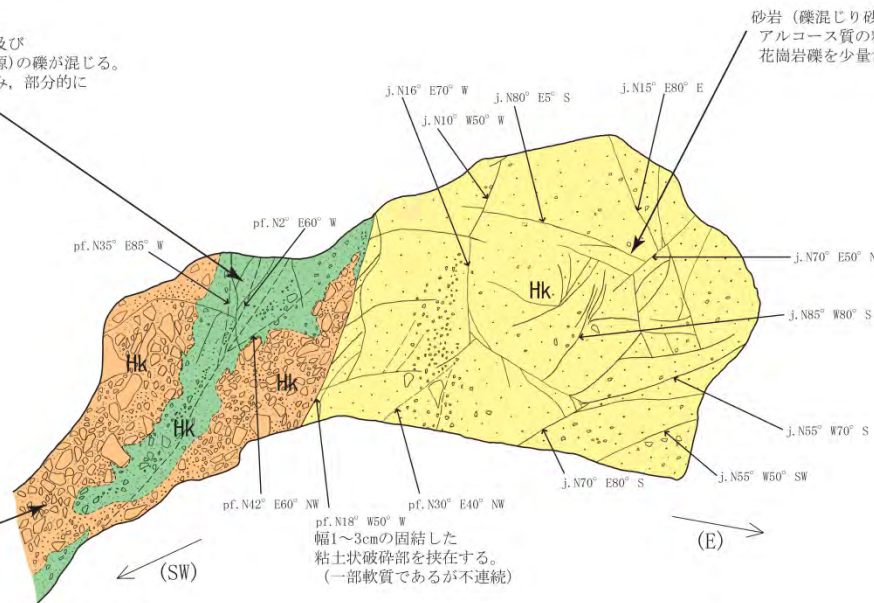 及び
原)の礫が混じる。
み，部分的に
砂岩（礫混じり砂
アルコース質の
花崗岩礫を少量
j.N16° E70° W
j.N10° W50° W
j.N80° E5° S
j.N15° E80° E
pf.N35° E85° W
pf.N2° E60° W
j.N70° E50° N
Hk
j.N85° W80° S
Hk
Hk
Hk
j.N55° W70° S
j.N55° W50° SW
j.N70° E80° S
pf.N42° E60° NW
pf.N18° W50° W
pf.N30° E40° NW
幅1～3cmの固結した
粘土状破砕部を挟在する。
（一部軟質であるが不連続）
(SW)
(E)